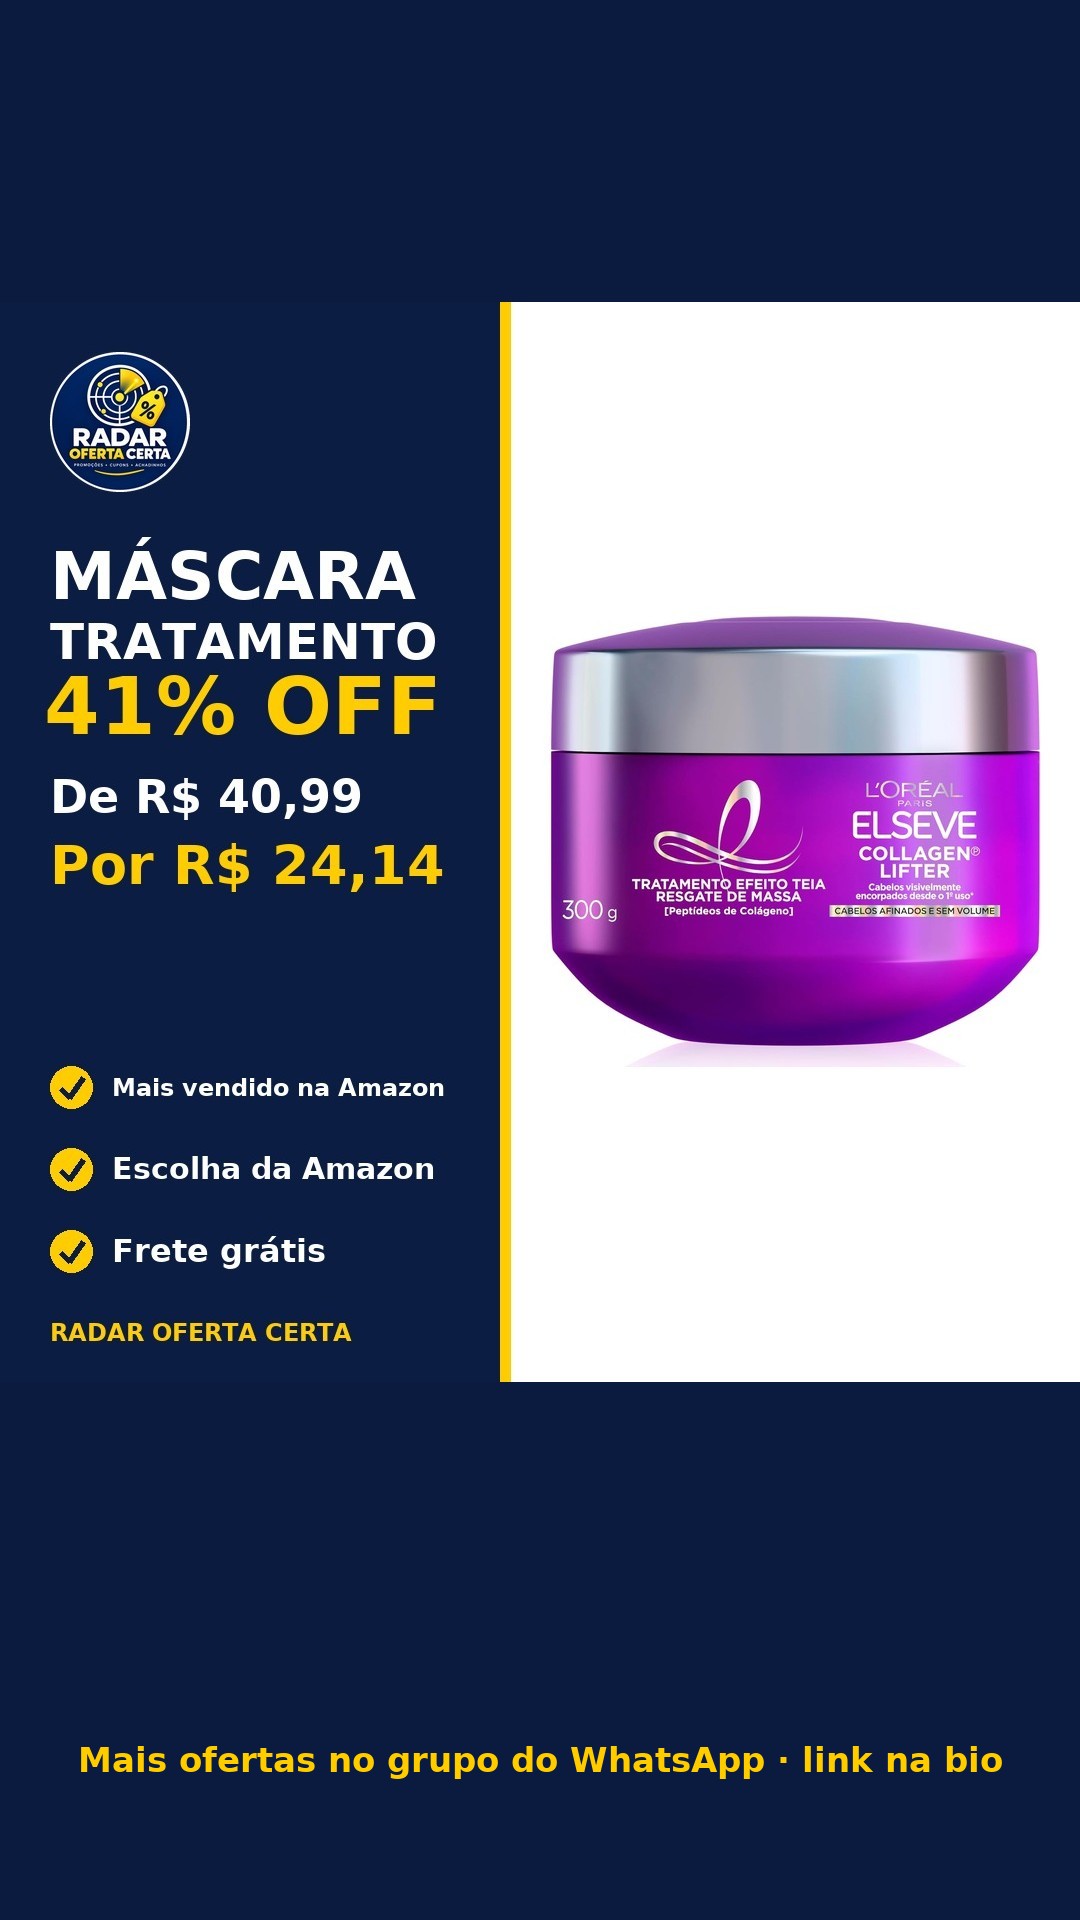 RADAR
OFERTA CERTA
PROMOÇÕES • CUPONS • ACHADINHOS
MÁSCARA
TRATAMENTO
41% OFF
De R$ 40,99
Por R$ 24,14
Mais vendido na Amazon
Escolha da Amazon
Frete grátis
RADAR OFERTA CERTA
TRATAMENTO EFEITO TEIA
RESGATE DE MASSA
[Peptídeos de Colágeno]
300 g
L'ORÉAL
PARIS
ELSEVE
COLLAGEN℗
LIFTER
Cabelos visivelmente
encorpados desde o 1º uso*
CABELOS AFINADOS E SEM VOLUME
Mais ofertas no grupo do WhatsApp · link na bio